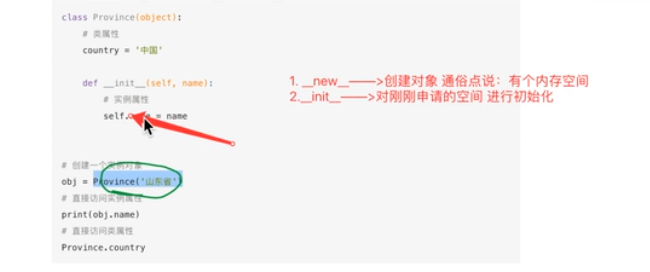 class Province(object):
# 类属性
country = '中国'
def __init__(self, name):
# 实例属性
self. = name
1. __new__——>创建对象 通俗点说：有个内存空间
2.__init__——>对刚刚申请的空间 进行初始化
# 创建一个实例对象
obj = Province('山东省')
# 直接访问实例属性
print(obj.name)
# 直接访问类属性
Province.country